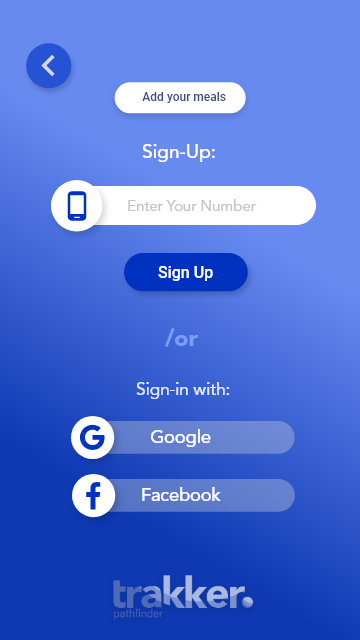 Add your meals
Sign-Up:
Enter Your Number
Sign Up
/or
Sign-in with:
Google
Facebook
trakker.
pathfinder